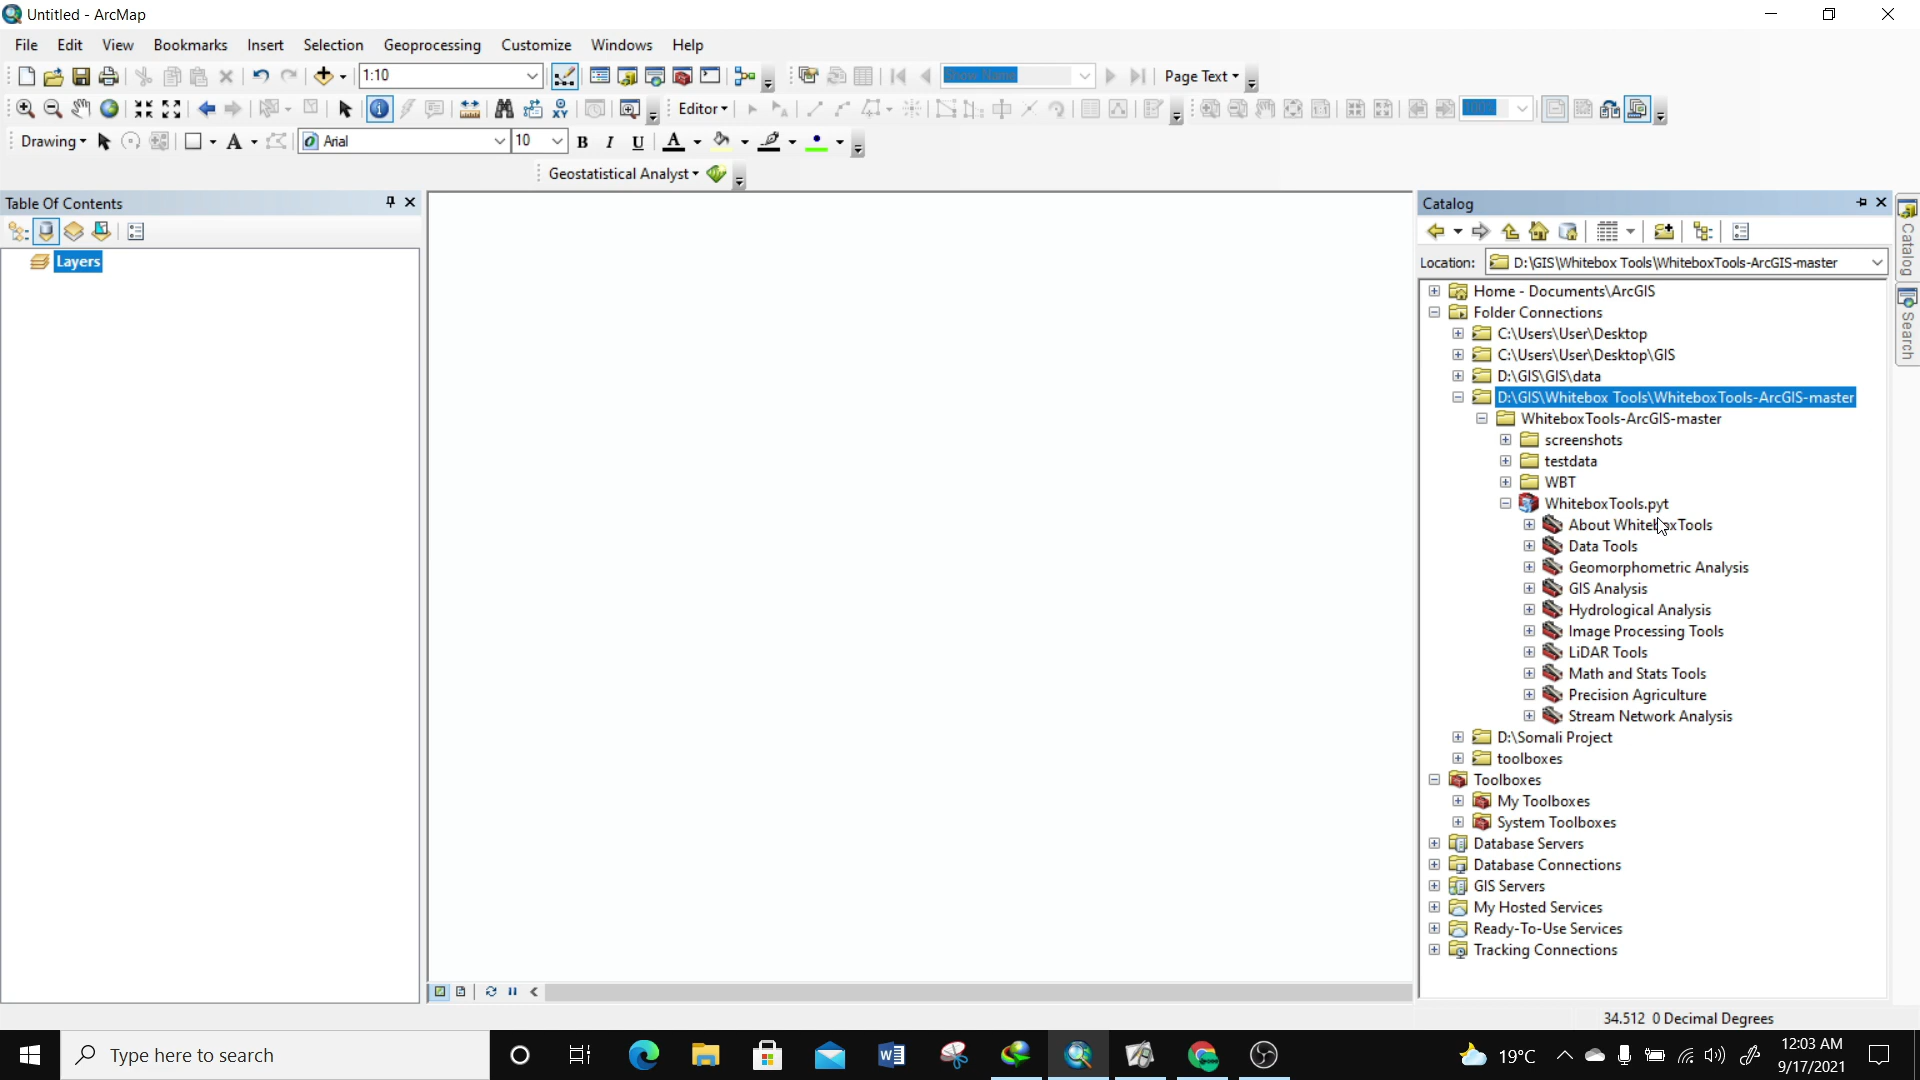 Untitled - ArcMap
File Edit View Bookmarks Insert Selection Geoprocessing Customize Windows Help
1:10
Show Name
Page Text
Editor
100%
Drawing
Arial
10
B I U
Geostatistical Analyst
Table Of Contents
Layers
Catalog
Location: D:\GIS\Whitebox Tools\WhiteboxTools-ArcGIS-master
Home - Documents\ArcGIS
Folder Connections
C:\Users\User\Desktop
C:\Users\User\Desktop\GIS
D:\GIS\GIS\data
D:\GIS\Whitebox Tools\WhiteboxTools-ArcGIS-master
WhiteboxTools-ArcGIS-master
screenshots
testdata
WBT
WhiteboxTools.pyt
About WhiteboxTools
Data Tools
Geomorphometric Analysis
GIS Analysis
Hydrological Analysis
Image Processing Tools
LiDAR Tools
Math and Stats Tools
Precision Agriculture
Stream Network Analysis
D:\Somali Project
toolboxes
Toolboxes
My Toolboxes
System Toolboxes
Database Servers
Database Connections
GIS Servers
My Hosted Services
Ready-To-Use Services
Tracking Connections
Catalog
Search
34.512 0 Decimal Degrees
Type here to search
19°C
12:03 AM
9/17/2021